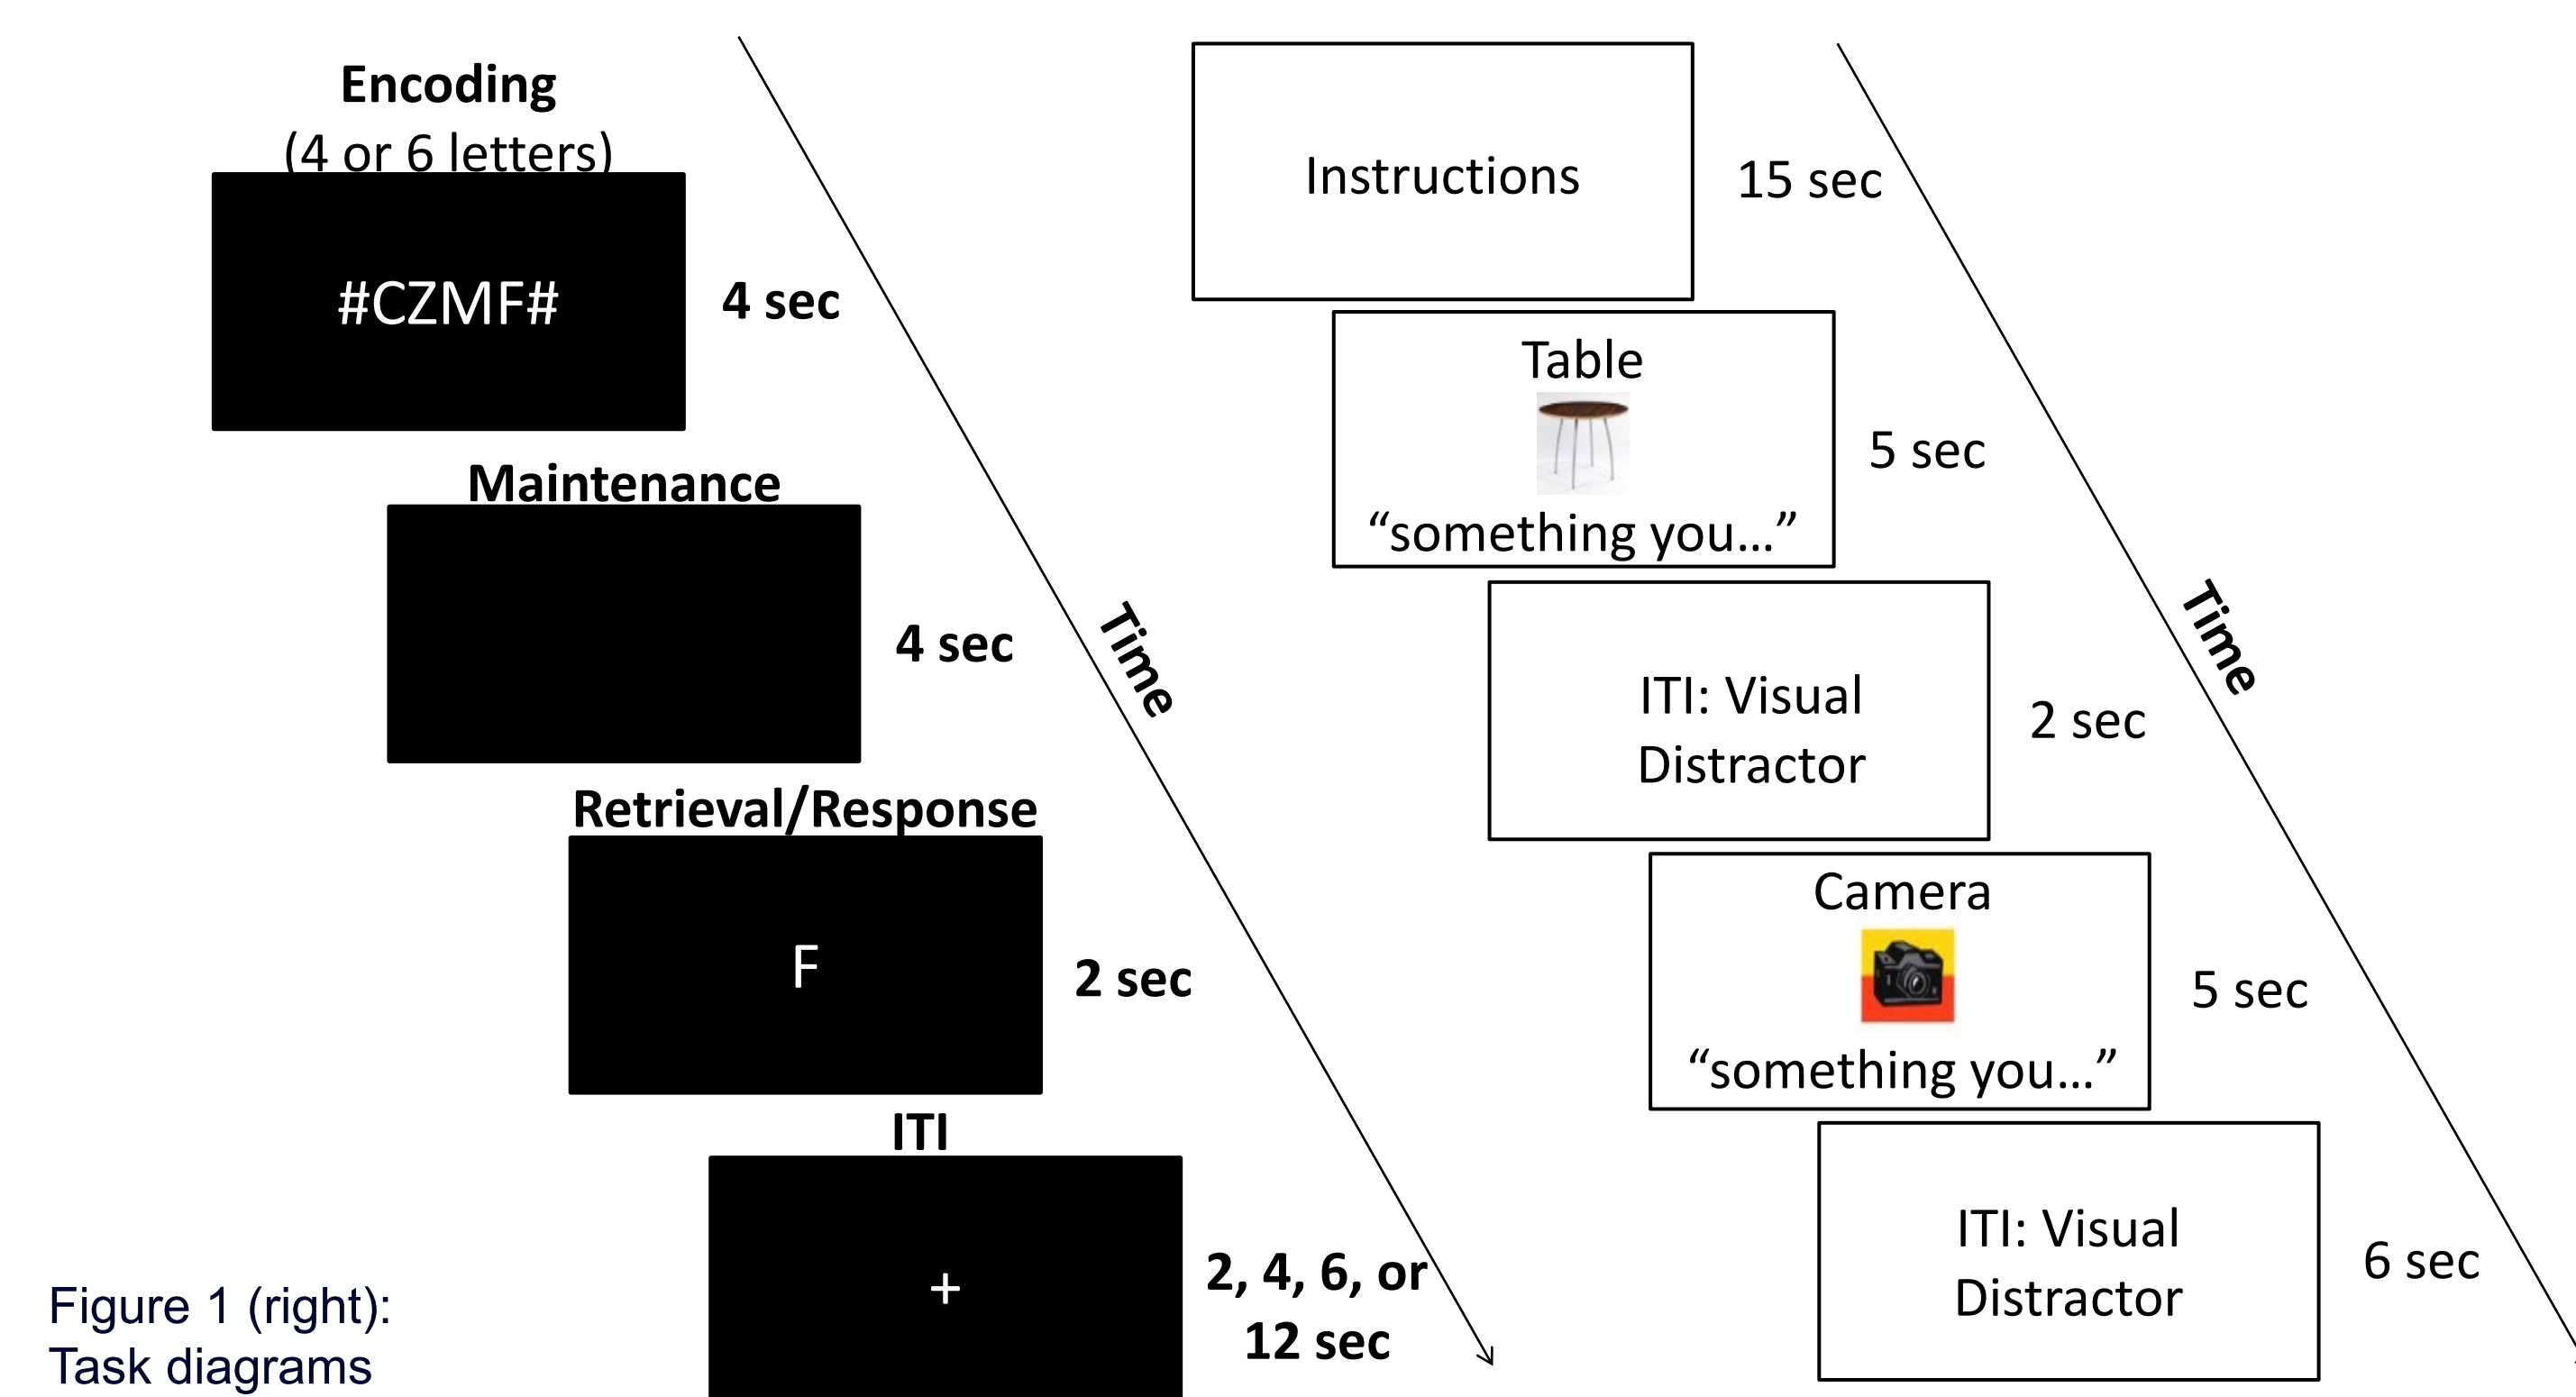 Encoding
(4 or 6 letters)
#CZMF#
4 sec
Maintenance
4 sec
Retrieval/Response
F
2 sec
ITI
+
2, 4, 6, or
12 sec
Time
Figure 1 (right):
Task diagrams
Instructions
15 sec
Table
“something you…”
5 sec
ITI: Visual
Distractor
2 sec
Camera
“something you…”
5 sec
ITI: Visual
Distractor
6 sec
Time